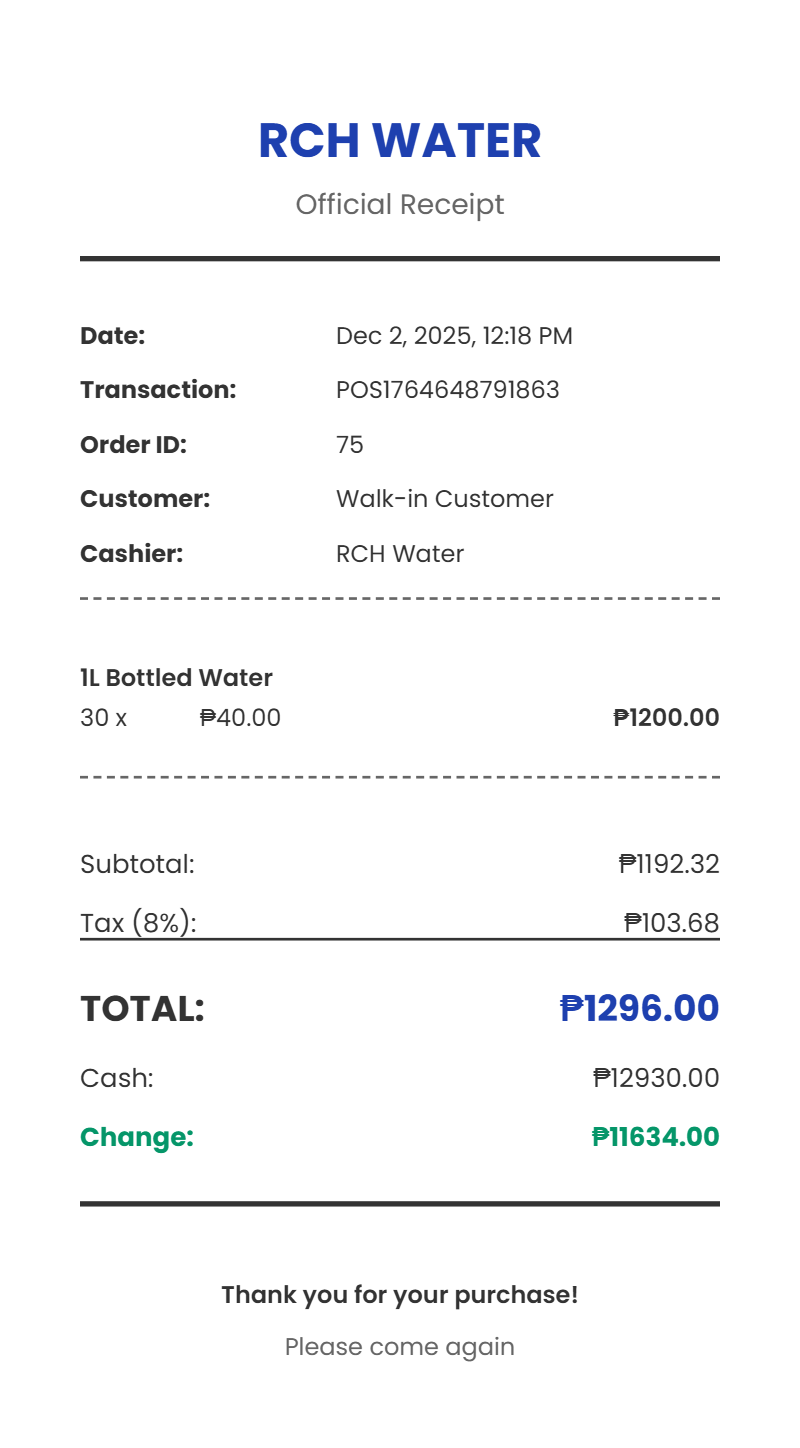 RCH WATER
Official Receipt
Date: Dec 2, 2025, 12:18 PM
Transaction: POS1764648791863
Order ID: 75
Customer: Walk-in Customer
Cashier: RCH Water
1L Bottled Water
30 x ₱40.00 ₱1200.00
Subtotal: ₱1192.32
Tax (8%): ₱103.68
TOTAL: ₱1296.00
Cash: ₱12930.00
Change: ₱11634.00
Thank you for your purchase!
Please come again